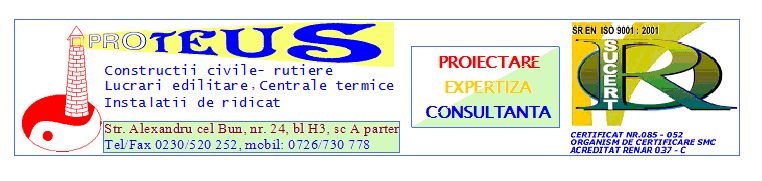 PROTEUS
Constructii civile- rutiere
Lucrari edilitare, Centrale termice
Instalatii de ridicat
Str. Alexandru cel Bun, nr. 24, bl H3, sc A parter
Tel/Fax 0230/520 252, mobil: 0726/730 778
PROIECTARE
EXPERTIZA
CONSULTANTA
SR EN ISO 9001 : 2001
SUCERT
R
CERTIFICAT NR.085 - 052
ORGANISM DE CERTIFICARE SMC
ACREDITAT RENAR 037 - C